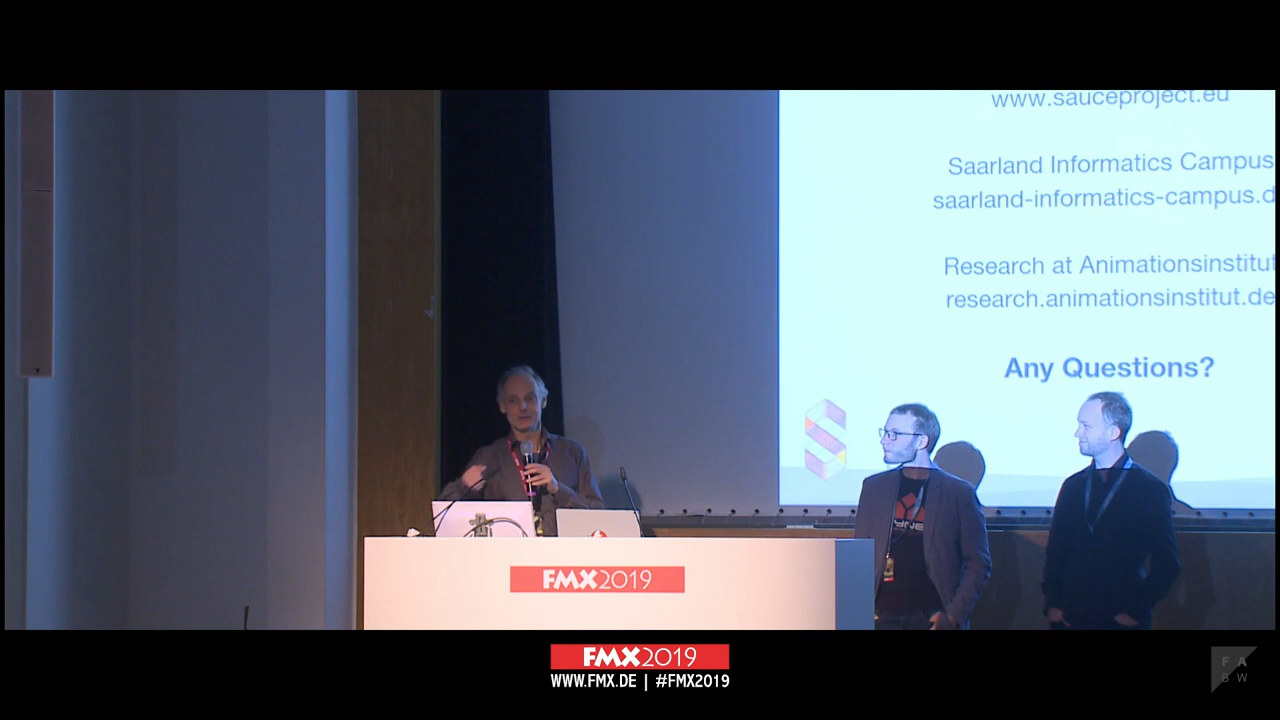 www.sauceproject.eu
Saarland Informatics Campus
saarland-informatics-campus.d
Research at Animationsinstitut
research.animationsinstitut.de
Any Questions?
FMX2019
FMX2019
WWW.FMX.DE | #FMX2019
F A
B W